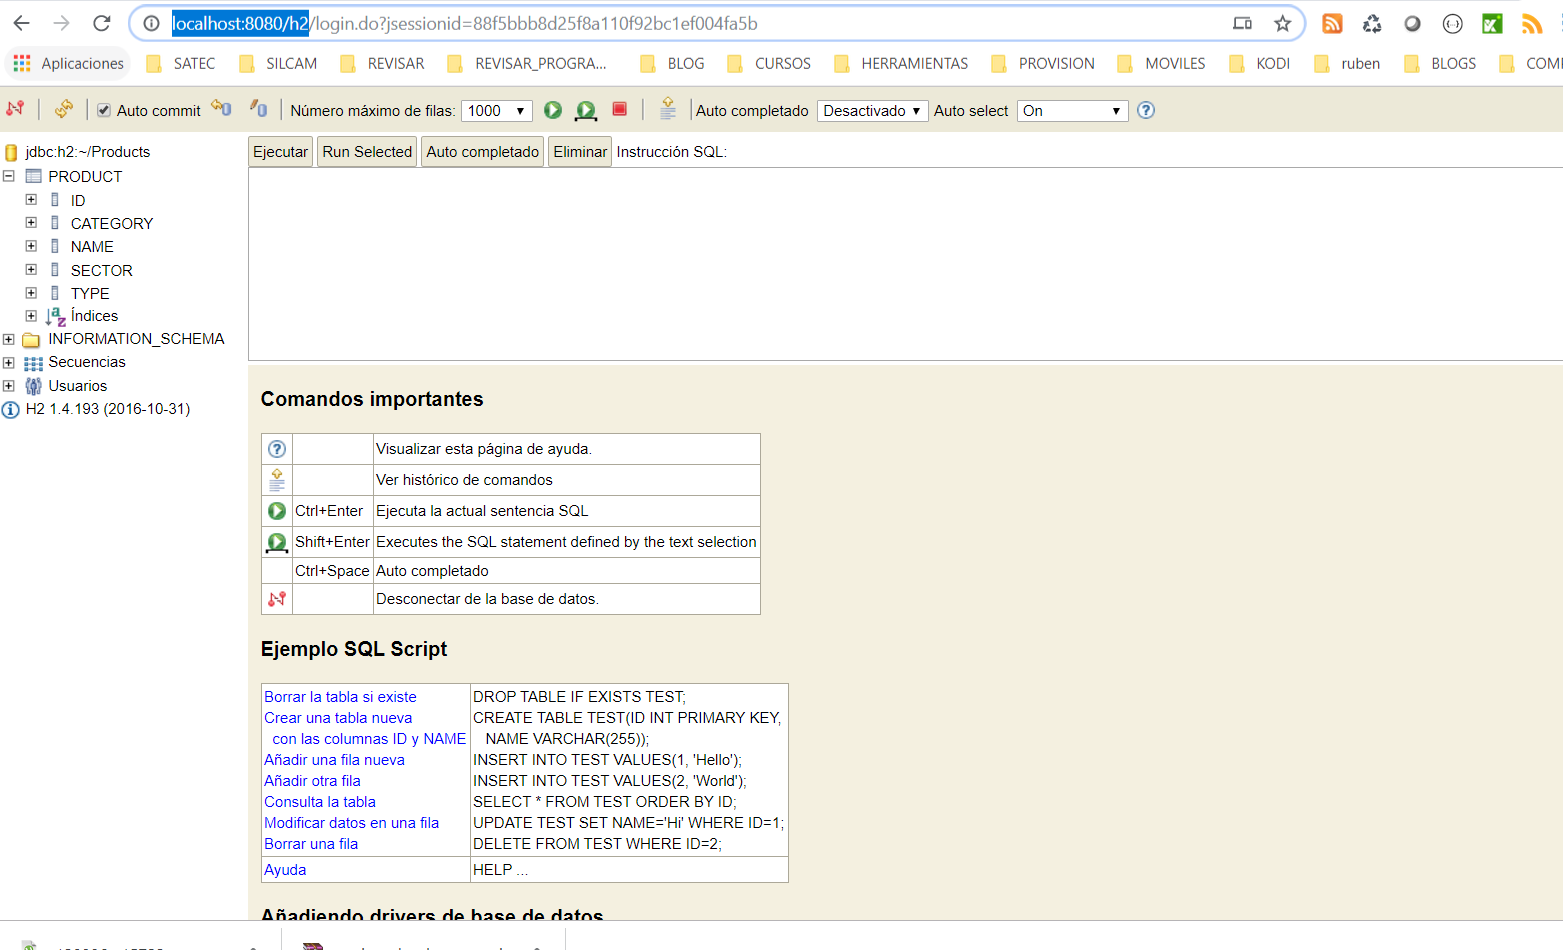 localhost:8080/h2/login.do?jsessionid=88f5bbb8d25f8a110f92bc1ef004fa5b
Aplicaciones SATEC SILCAM REVISAR REVISAR_PROGRA... BLOG CURSOS HERRAMIENTAS PROVISION MOVILES KODI ruben BLOGS
Auto commit Número máximo de filas: 1000 Auto completado Desactivado Auto select On
jdbc:h2:~/Products
PRODUCT
ID
CATEGORY
NAME
SECTOR
TYPE
Índices
INFORMATION_SCHEMA
Secuencias
Usuarios
H2 1.4.193 (2016-10-31)
Ejecutar Run Selected Auto completado Eliminar Instrucción SQL:
Comandos importantes
Visualizar esta página de ayuda.
Ver histórico de comandos
Ctrl+Enter Ejecuta la actual sentencia SQL
Shift+Enter Executes the SQL statement defined by the text selection
Ctrl+Space Auto completado
Desconectar de la base de datos.
Ejemplo SQL Script
Borrar la tabla si existe DROP TABLE IF EXISTS TEST;
Crear una tabla nueva CREATE TABLE TEST(ID INT PRIMARY KEY,
con las columnas ID y NAME NAME VARCHAR(255));
Añadir una fila nueva INSERT INTO TEST VALUES(1, 'Hello');
Añadir otra fila INSERT INTO TEST VALUES(2, 'World');
Consulta la tabla SELECT * FROM TEST ORDER BY ID;
Modificar datos en una fila UPDATE TEST SET NAME='Hi' WHERE ID=1;
Borrar una fila DELETE FROM TEST WHERE ID=2;
Ayuda HELP ...
Añadiendo drivers de base de datos